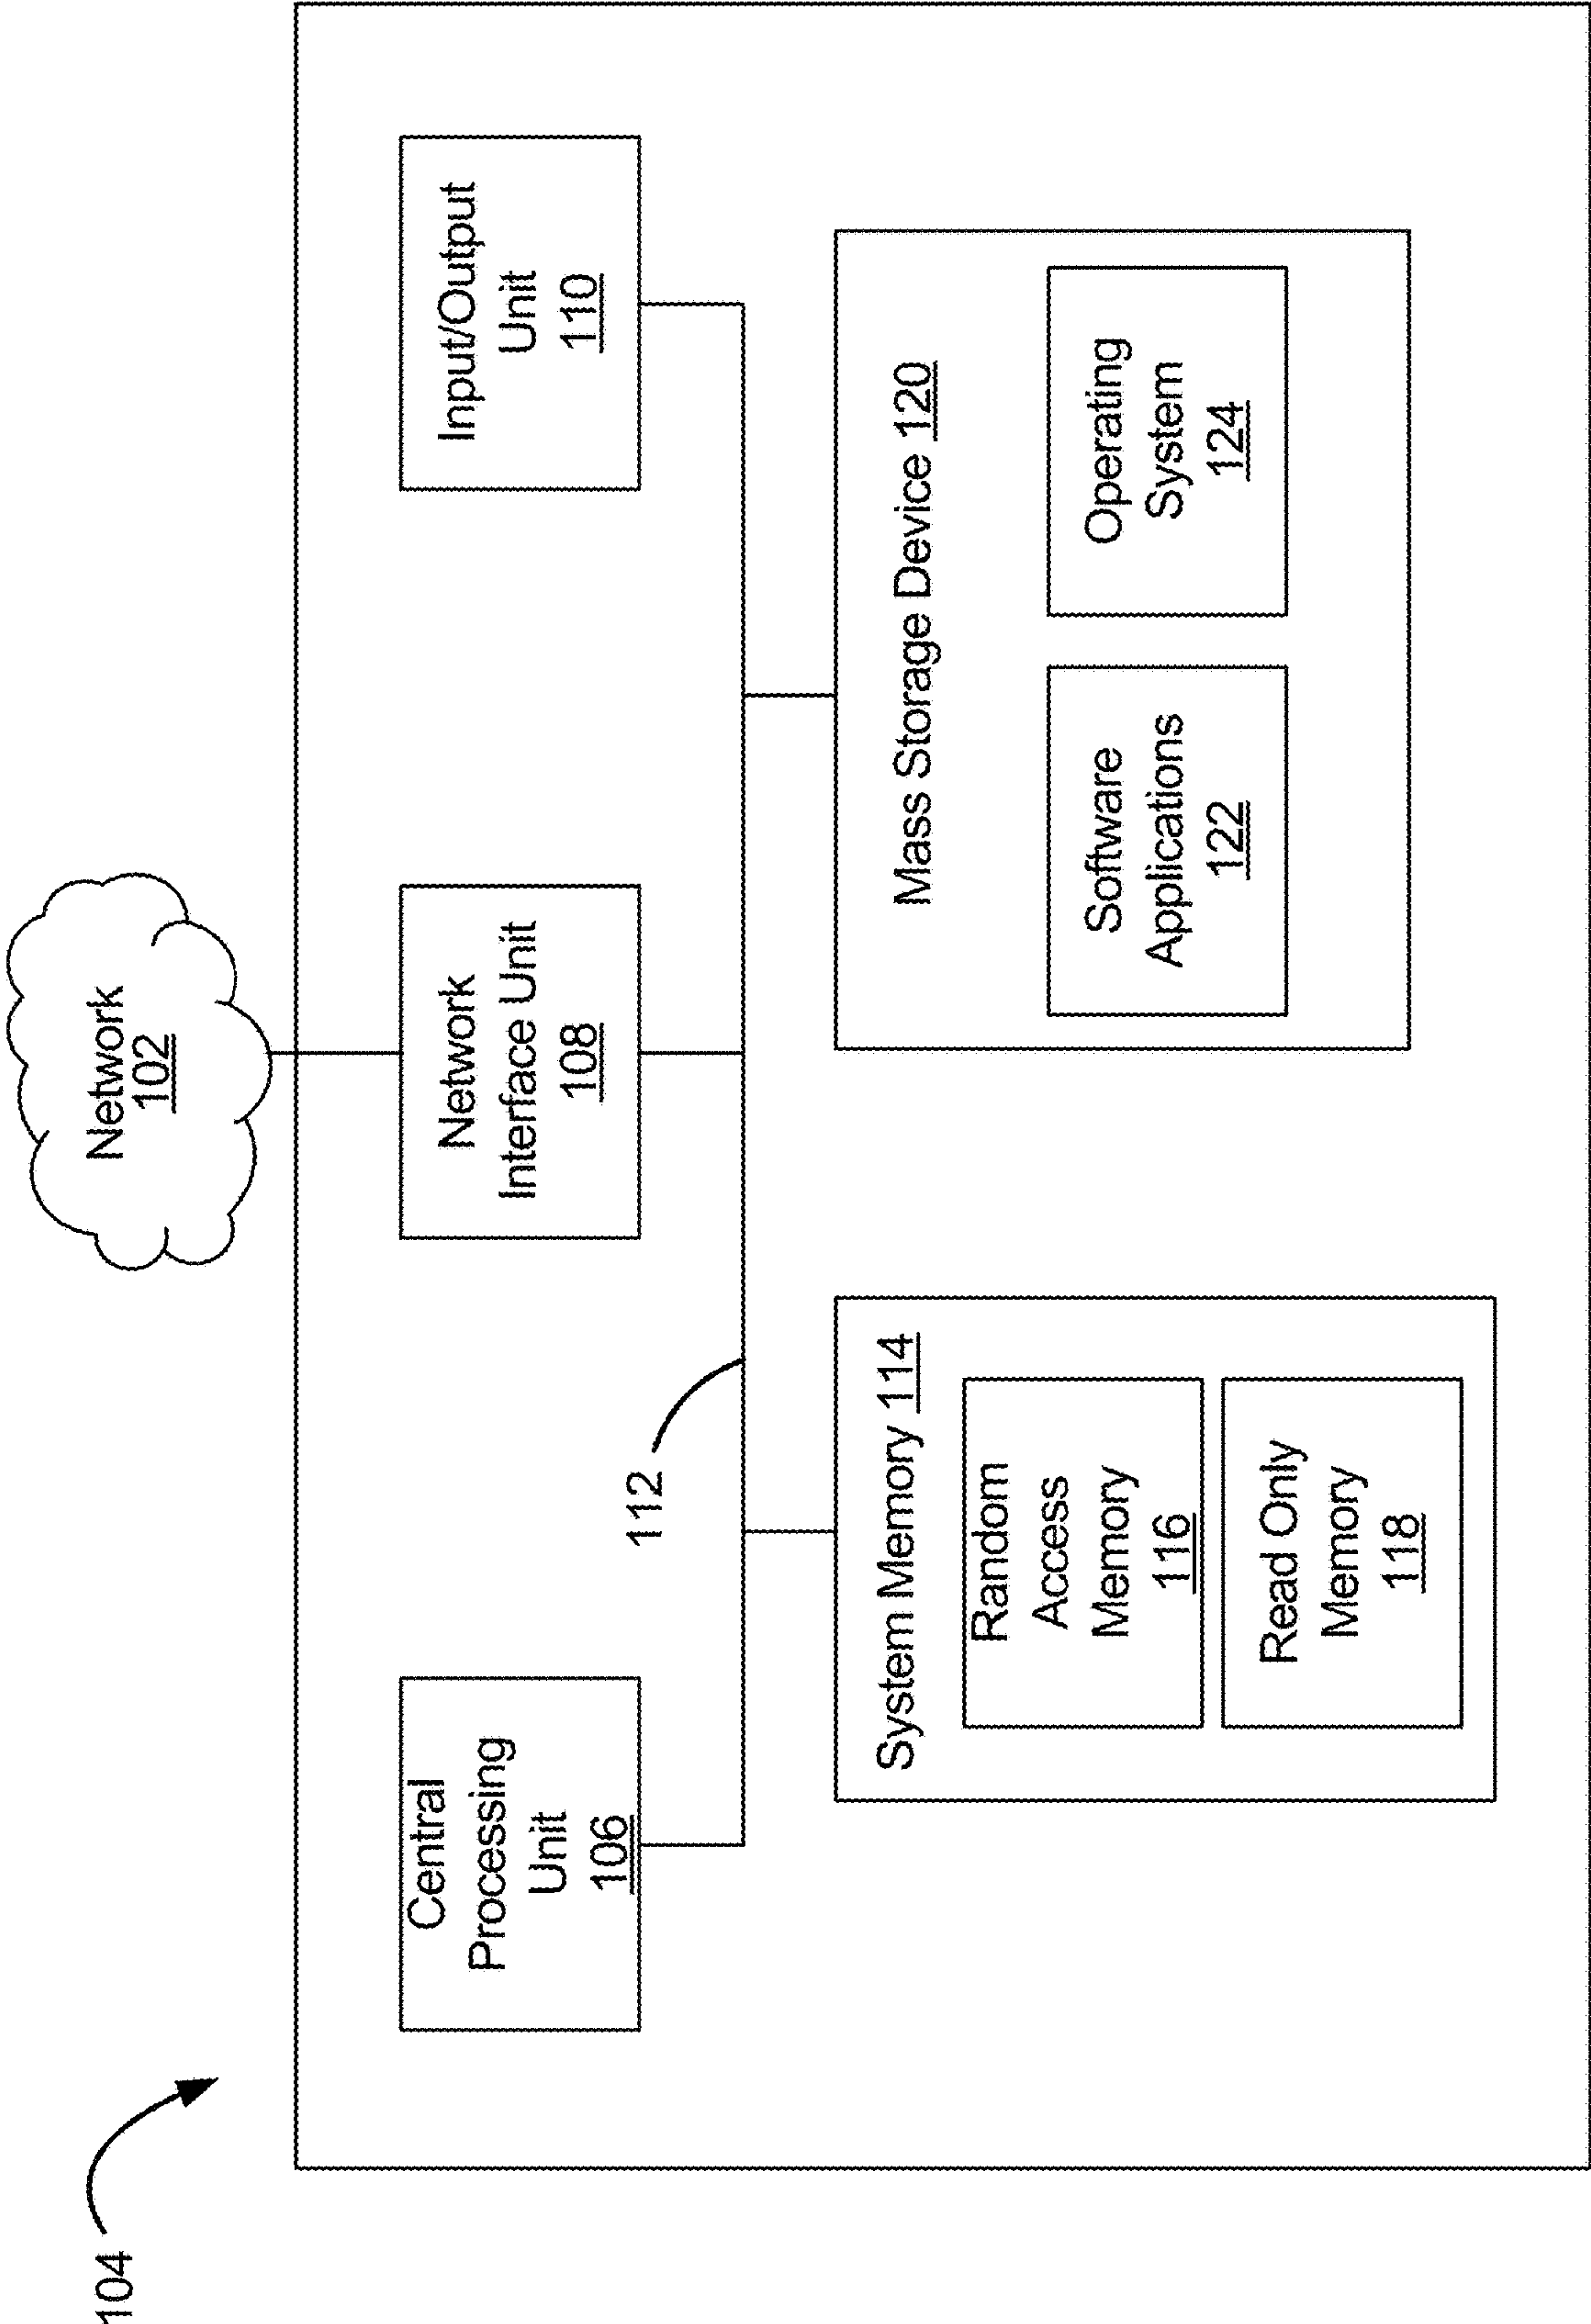 104
Network
102
Central
Processing
Unit
106
Network
Interface Unit
108
Input/Output
Unit
110
112
System Memory 114
Random
Access
Memory
116
Read Only
Memory
118
Mass Storage Device 120
Software
Applications
122
Operating
System
124